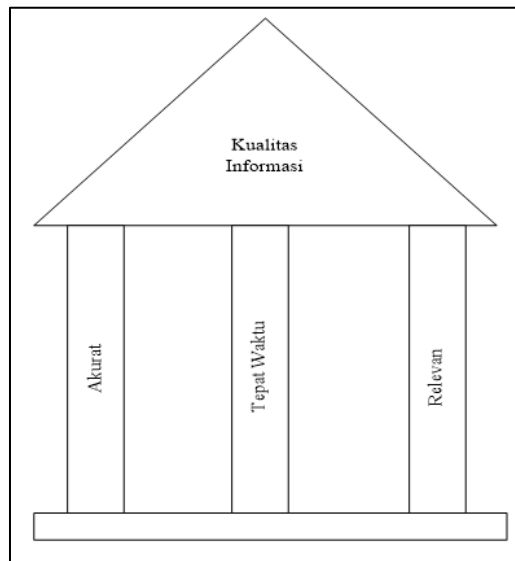 Kualitas
Informasi
Akurat
Tepat Waktu
Relevan